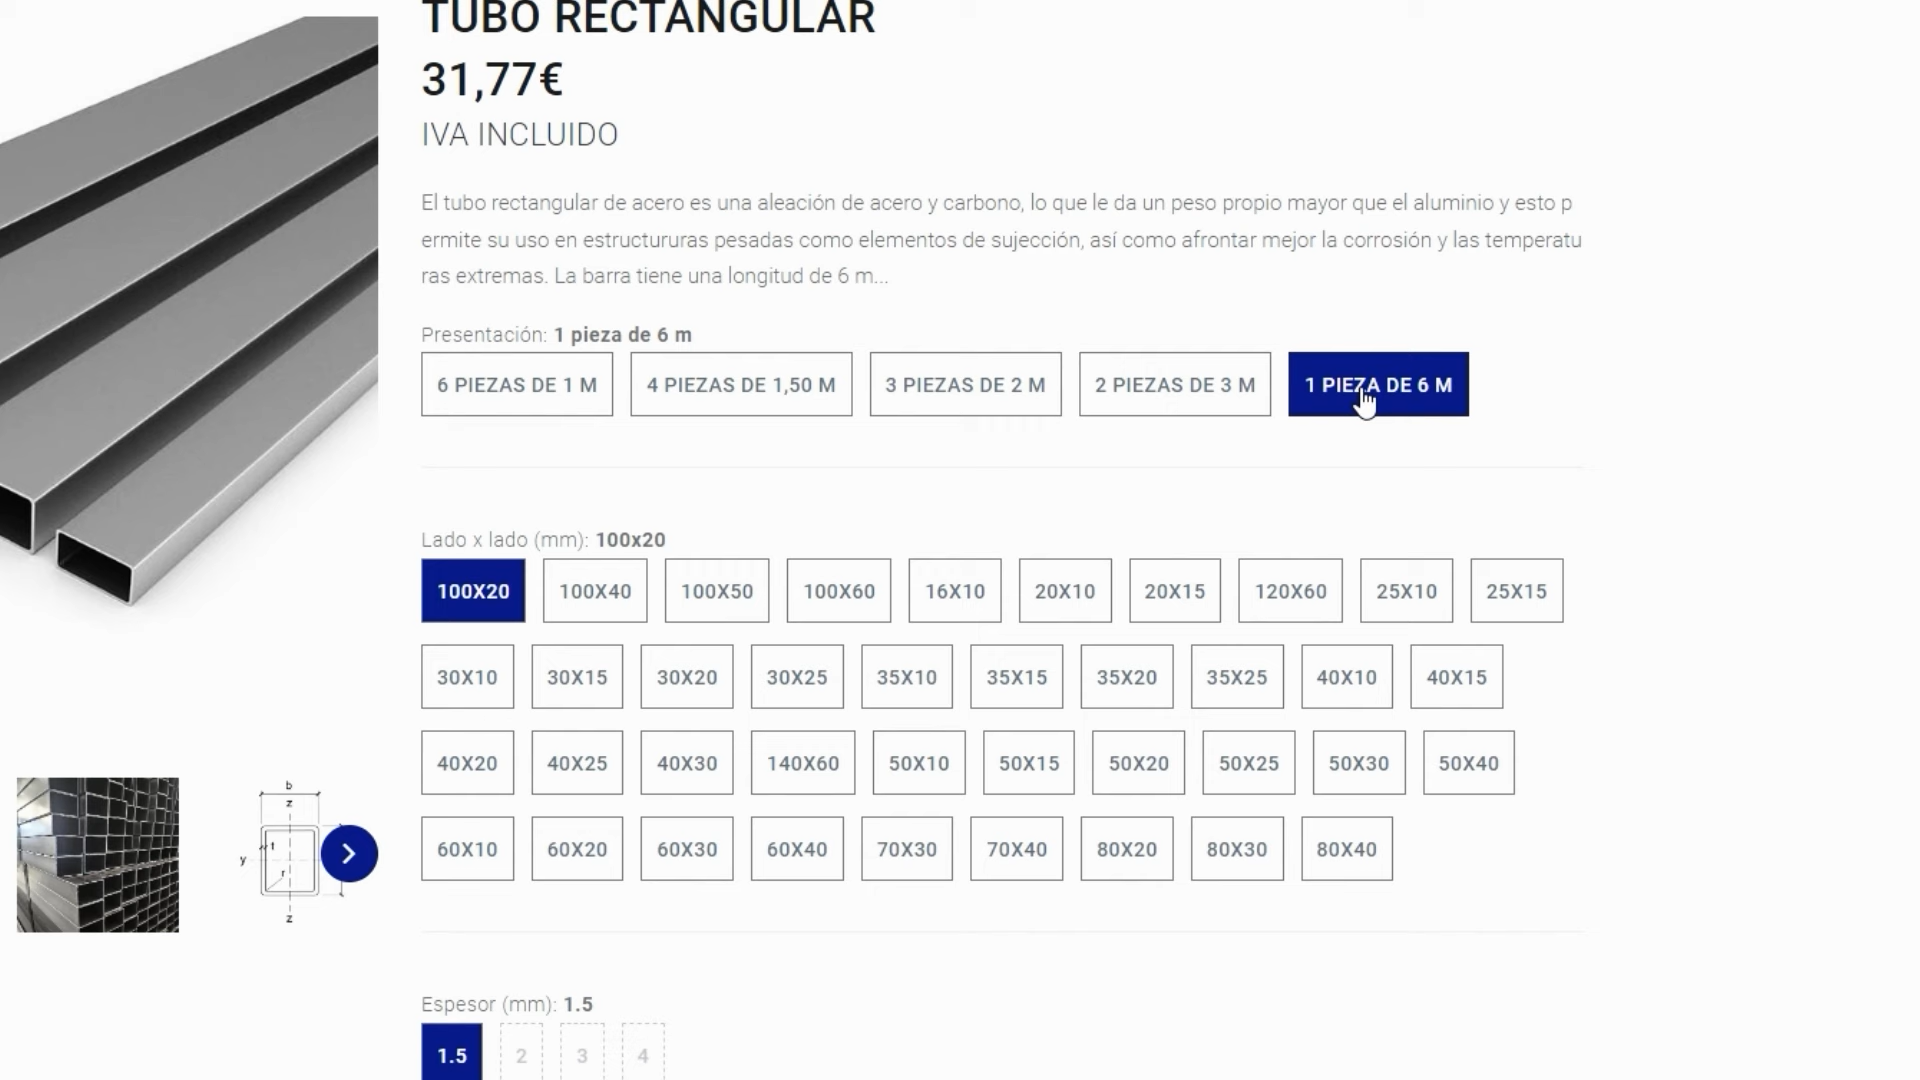 TUBO RECTANGULAR
31,77€
IVA INCLUIDO
El tubo rectangular de acero es una aleación de acero y carbono, lo que le da un peso propio mayor que el aluminio y esto p
ermite su uso en estructururas pesadas como elementos de sujección, así como afrontar mejor la corrosión y las temperatu
ras extremas. La barra tiene una longitud de 6 m...
Presentación: 1 pieza de 6 m
6 PIEZAS DE 1 M 4 PIEZAS DE 1,50 M 3 PIEZAS DE 2 M 2 PIEZAS DE 3 M 1 PIEZA DE 6 M
Lado x lado (mm): 100x20
100X20 100X40 100X50 100X60 16X10 20X10 20X15 120X60 25X10 25X15
30X10 30X15 30X20 30X25 35X10 35X15 35X20 35X25 40X10 40X15
40X20 40X25 40X30 140X60 50X10 50X15 50X20 50X25 50X30 50X40
60X10 60X20 60X30 60X40 70X30 70X40 80X20 80X30 80X40
b
z
t
y
r
z
Espesor (mm): 1.5
1.5 2 3 4